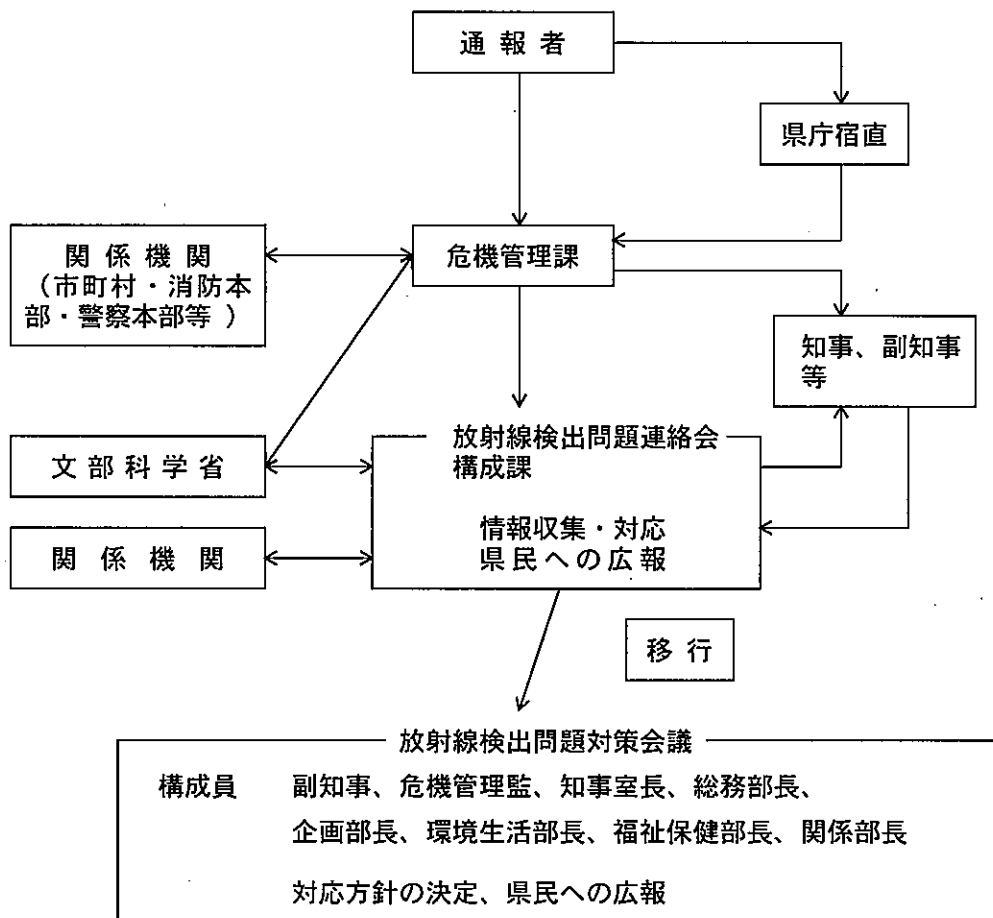 通報者
県庁宿直
関係機関
（市町村・消防本
部・警察本部等）
危機管理課
知事、副知事
等
文部科学省
放射線検出問題連絡会
構成課
情報収集・対応
県民への広報
関係機関
移行
放射線検出問題対策会議
構成員 副知事、危機管理監、知事室長、総務部長、
企画部長、環境生活部長、福祉保健部長、関係部長
対応方針の決定、県民への広報